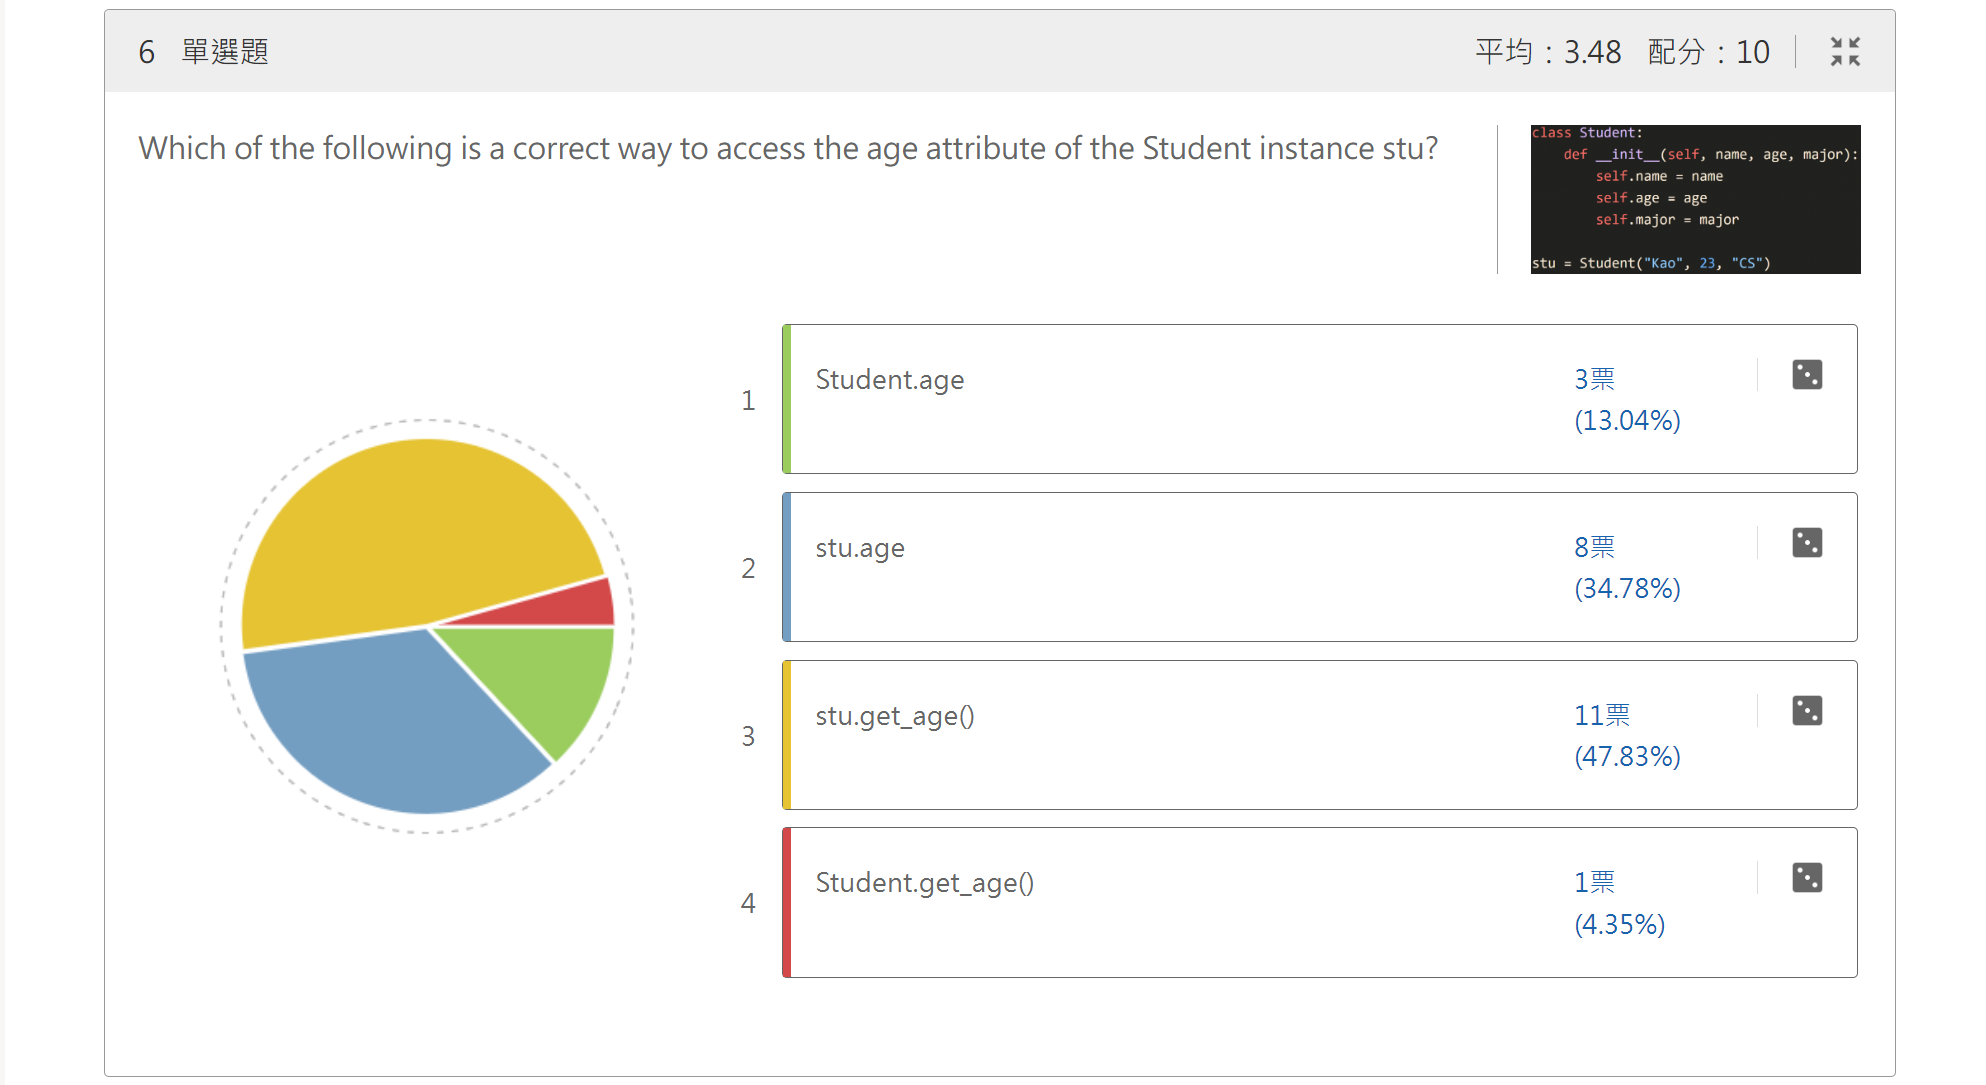 6 單選題
平均：3.48 配分：10
Which of the following is a correct way to access the age attribute of the Student instance stu?
class Student:
    def __init__(self, name, age, major):
        self.name = name
        self.age = age
        self.major = major
stu = Student("Kao", 23, "CS")
1
Student.age
3票
(13.04%)
2
stu.age
8票
(34.78%)
3
stu.get_age()
11票
(47.83%)
4
Student.get_age()
1票
(4.35%)